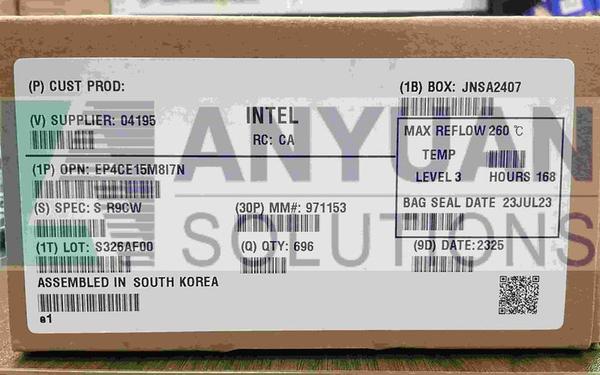 (P) CUST PROD:
(1B) BOX: JNSA2407
(V) SUPPLIER: 04195
INTEL
RC: CA
MAX REFLOW 260 ℃
TEMP
LEVEL 3 HOURS 168
BAG SEAL DATE 23JUL23
(1P) OPN: EP4CE15M8I7N
(S) SPEC: S R9CW
(30P) MM#: 971153
(1T) LOT: S326AF00
(Q) QTY: 696
(9D) DATE:2325
ASSEMBLED IN SOUTH KOREA
e1
ANYUAN
SOLUTIONS